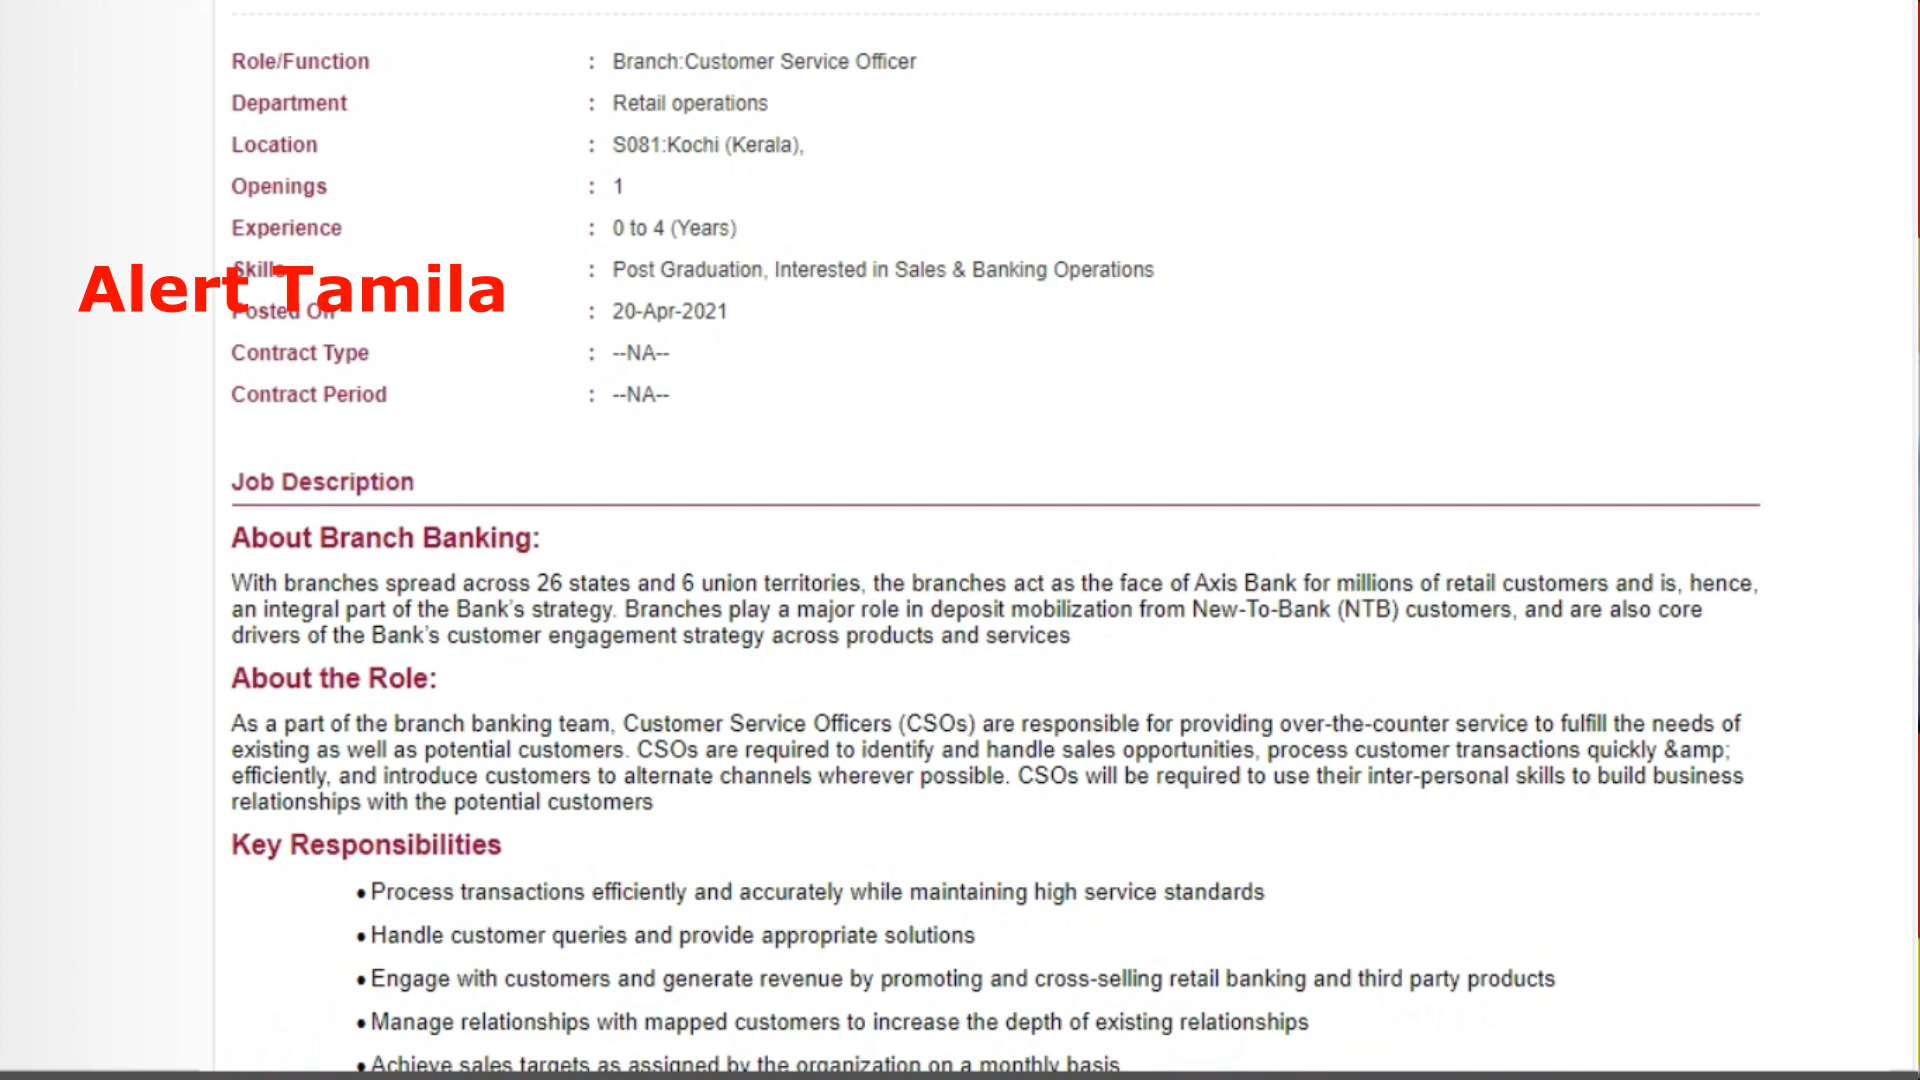 Role/Function : Branch:Customer Service Officer
Department : Retail operations
Location : S081:Kochi (Kerala),
Openings : 1
Experience : 0 to 4 (Years)
Skills : Post Graduation, Interested in Sales & Banking Operations
Alert Tamila
Posted On : 20-Apr-2021
Contract Type : --NA--
Contract Period : --NA--
Job Description
About Branch Banking:
With branches spread across 26 states and 6 union territories, the branches act as the face of Axis Bank for millions of retail customers and is, hence,
an integral part of the Bank's strategy. Branches play a major role in deposit mobilization from New-To-Bank (NTB) customers, and are also core
drivers of the Bank's customer engagement strategy across products and services
About the Role:
As a part of the branch banking team, Customer Service Officers (CSOs) are responsible for providing over-the-counter service to fulfill the needs of
existing as well as potential customers. CSOs are required to identify and handle sales opportunities, process customer transactions quickly &amp;
efficiently, and introduce customers to alternate channels wherever possible. CSOs will be required to use their inter-personal skills to build business
relationships with the potential customers
Key Responsibilities
• Process transactions efficiently and accurately while maintaining high service standards
• Handle customer queries and provide appropriate solutions
• Engage with customers and generate revenue by promoting and cross-selling retail banking and third party products
• Manage relationships with mapped customers to increase the depth of existing relationships
• Achieve sales targets as assigned by the organization on a monthly basis